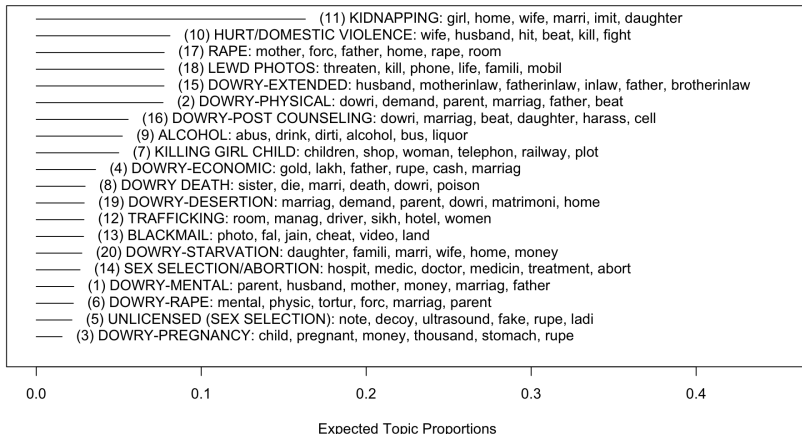 (11) KIDNAPPING: girl, home, wife, marri, imit, daughter
(10) HURT/DOMESTIC VIOLENCE: wife, husband, hit, beat, kill, fight
(17) RAPE: mother, forc, father, home, rape, room
(18) LEWD PHOTOS: threaten, kill, phone, life, famili, mobil
(15) DOWRY-EXTENDED: husband, motherinlaw, fatherinlaw, inlaw, father, brotherinlaw
(2) DOWRY-PHYSICAL: dowri, demand, parent, marriag, father, beat
(16) DOWRY-POST COUNSELING: dowri, marriag, beat, daughter, harass, cell
(9) ALCOHOL: abus, drink, dirti, alcohol, bus, liquor
(7) KILLING GIRL CHILD: children, shop, woman, telephon, railway, plot
(4) DOWRY-ECONOMIC: gold, lakh, father, rupe, cash, marriag
(8) DOWRY DEATH: sister, die, marri, death, dowri, poison
(19) DOWRY-DESERTION: marriag, demand, parent, dowri, matrimoni, home
(12) TRAFFICKING: room, manag, driver, sikh, hotel, women
(13) BLACKMAIL: photo, fal, jain, cheat, video, land
(20) DOWRY-STARVATION: daughter, famili, marri, wife, home, money
(14) SEX SELECTION/ABORTION: hospit, medic, doctor, medicin, treatment, abort
(1) DOWRY-MENTAL: parent, husband, mother, money, marriag, father
(6) DOWRY-RAPE: mental, physic, tortur, forc, marriag, parent
(5) UNLICENSED (SEX SELECTION): note, decoy, ultrasound, fake, rupe, ladi
(3) DOWRY-PREGNANCY: child, pregnant, money, thousand, stomach, rupe
0.0 0.1 0.2 0.3 0.4
Expected Topic Proportions